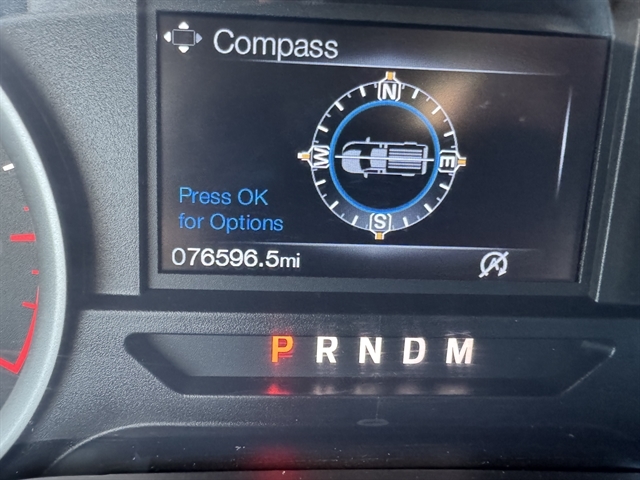 Compass
N
W E
S
Press OK
for Options
076596.5mi
A
P R N D M